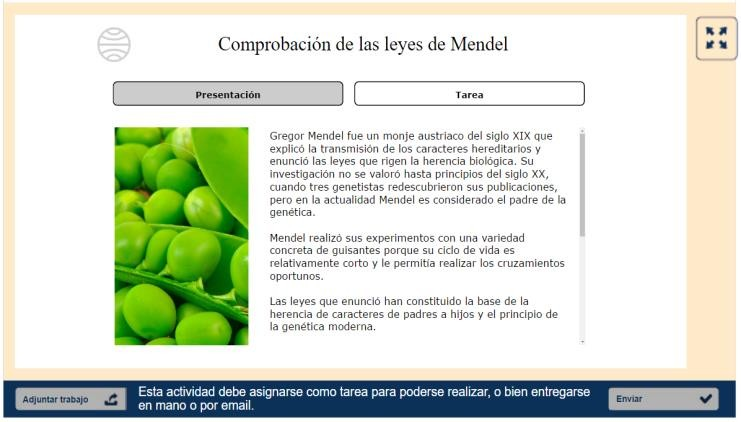 Comprobación de las leyes de Mendel
Presentación
Tarea
Gregor Mendel fue un monje austriaco del siglo XIX que
explicó la transmisión de los caracteres hereditarios y
enunció las leyes que rigen la herencia biológica. Su
investigación no se valoró hasta principios del siglo XX,
cuando tres genetistas redescubrieron sus publicaciones,
pero en la actualidad Mendel es considerado el padre de la
genética.
Mendel realizó sus experimentos con una variedad
concreta de guisantes porque su ciclo de vida es
relativamente corto y le permitía realizar los cruzamientos
oportunos.
Las leyes que enunció han constituido la base de la
herencia de caracteres de padres a hijos y el principio de
la genética moderna.
Adjuntar trabajo
Esta actividad debe asignarse como tarea para poderse realizar, o bien entregarse
en mano o por email.
Enviar